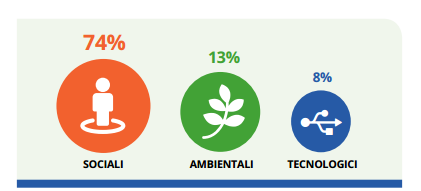 74%
13%
8%
SOCIALI
AMBIENTALI
TECNOLOGICI